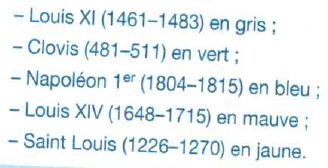 – Louis XI (1461–1483) en gris ;
– Clovis (481–511) en vert ;
– Napoléon 1er (1804–1815) en bleu ;
– Louis XIV (1648–1715) en mauve ;
– Saint Louis (1226–1270) en jaune.